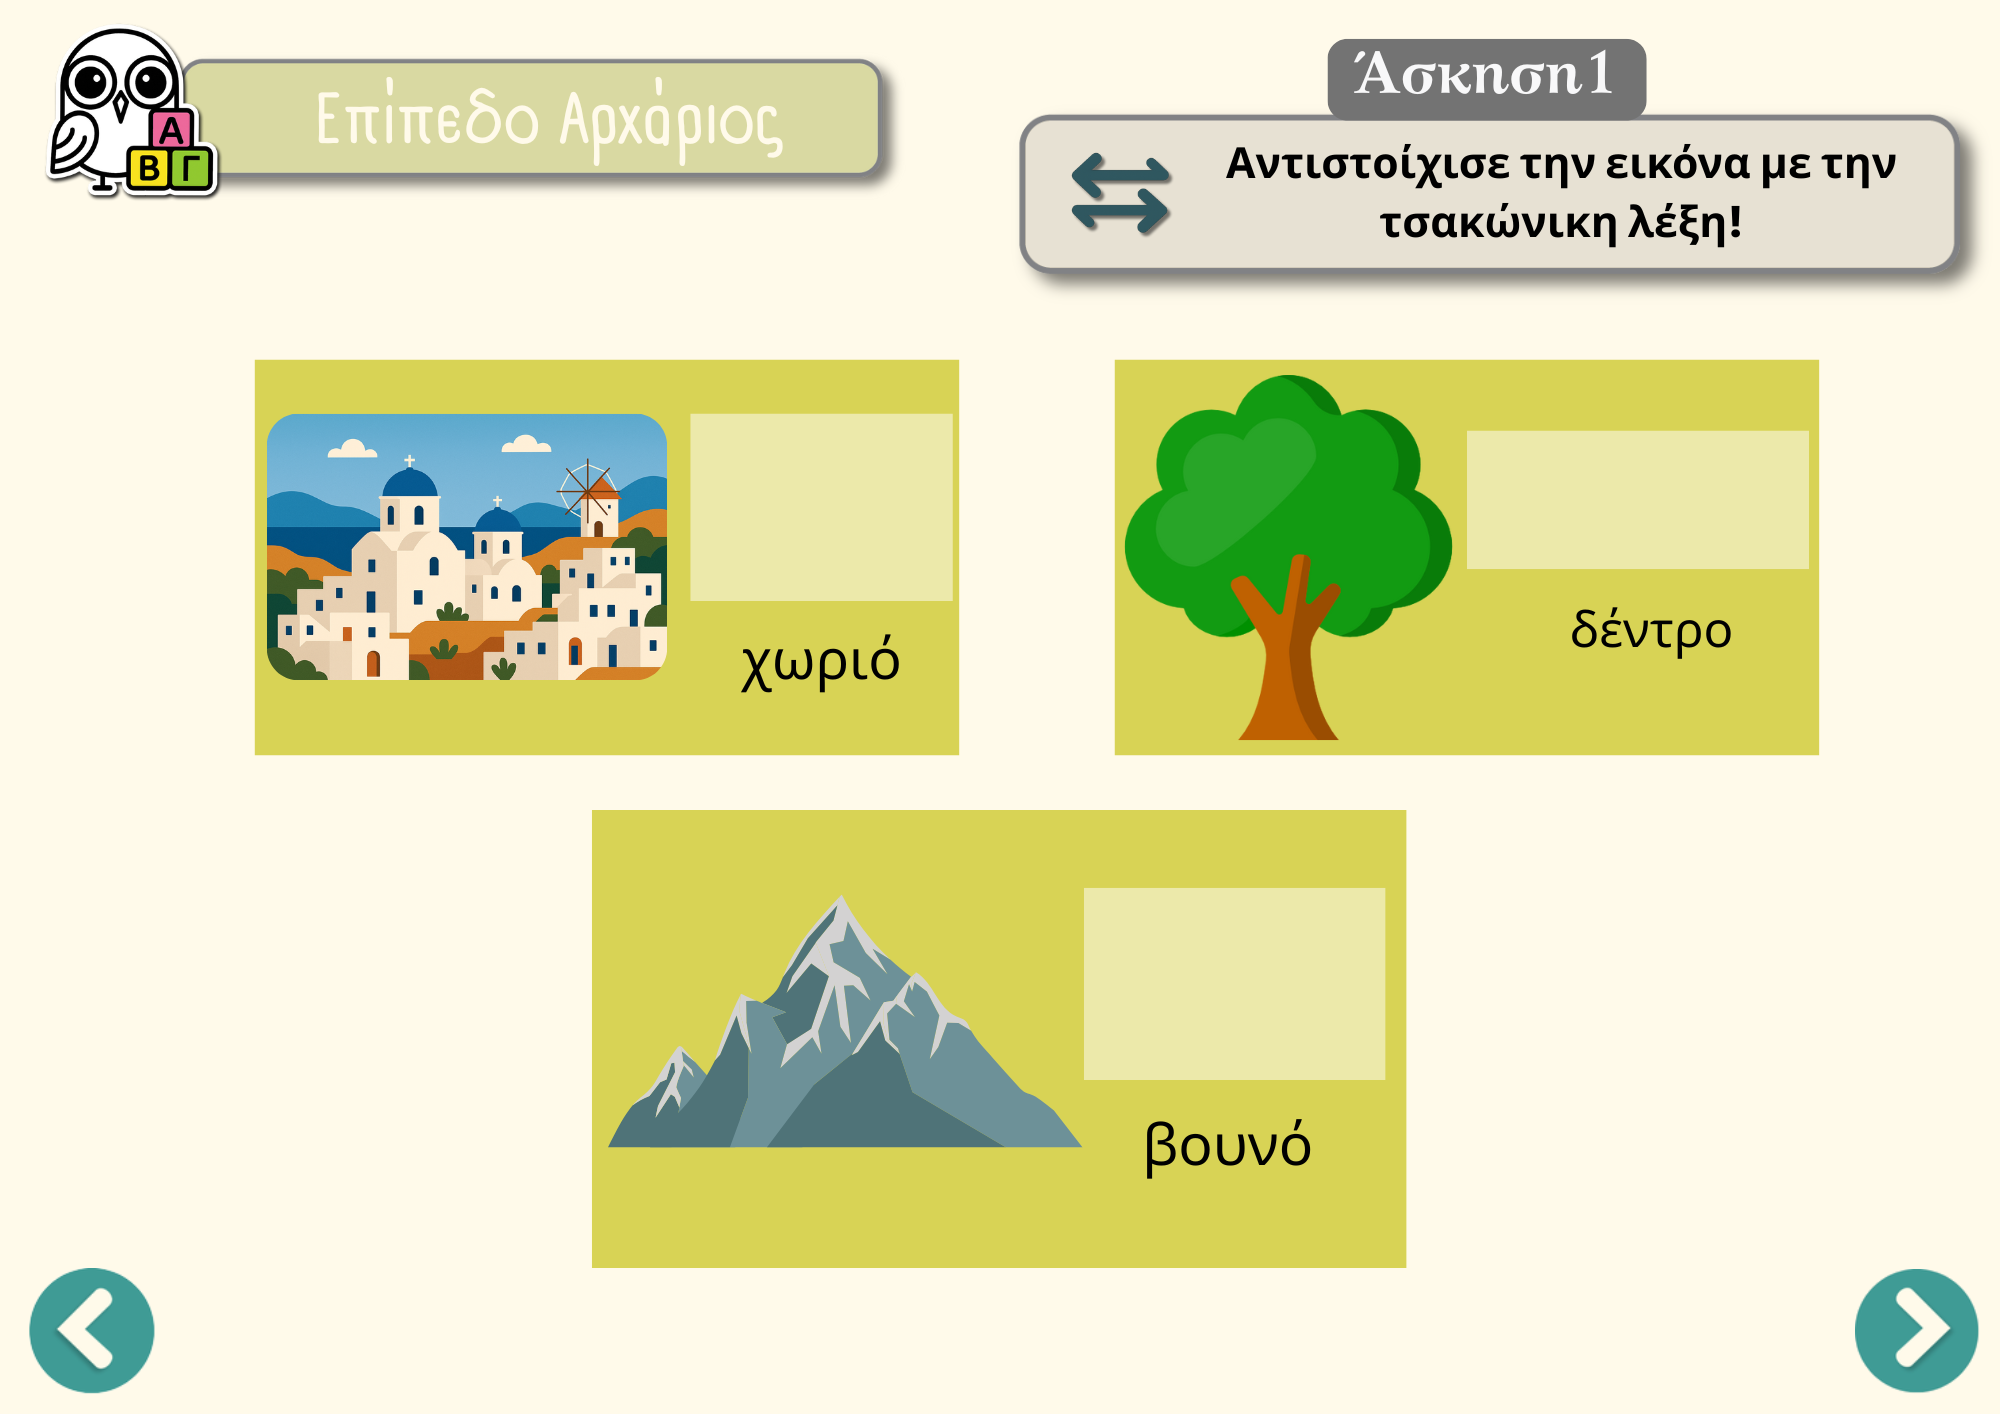 Α
Β Γ
Επίπεδο Αρχάριος
Άσκηση 1
Αντιστοίχισε την εικόνα με την
τσακώνικη λέξη!
χωριό
δέντρο
βουνό